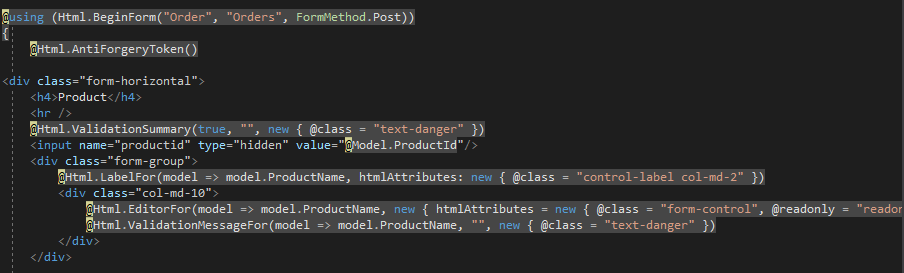 @using (Html.BeginForm("Order", "Orders", FormMethod.Post))
{
@Html.AntiForgeryToken()
<div class="form-horizontal">
<h4>Product</h4>
<hr />
@Html.ValidationSummary(true, "", new { @class = "text-danger" })
<input name="productid" type="hidden" value="@Model.ProductId"/>
<div class="form-group">
@Html.LabelFor(model => model.ProductName, htmlAttributes: new { @class = "control-label col-md-2" })
<div class="col-md-10">
@Html.EditorFor(model => model.ProductName, new { htmlAttributes = new { @class = "form-control", @readonly = "reador
@Html.ValidationMessageFor(model => model.ProductName, "", new { @class = "text-danger" })
</div>
</div>